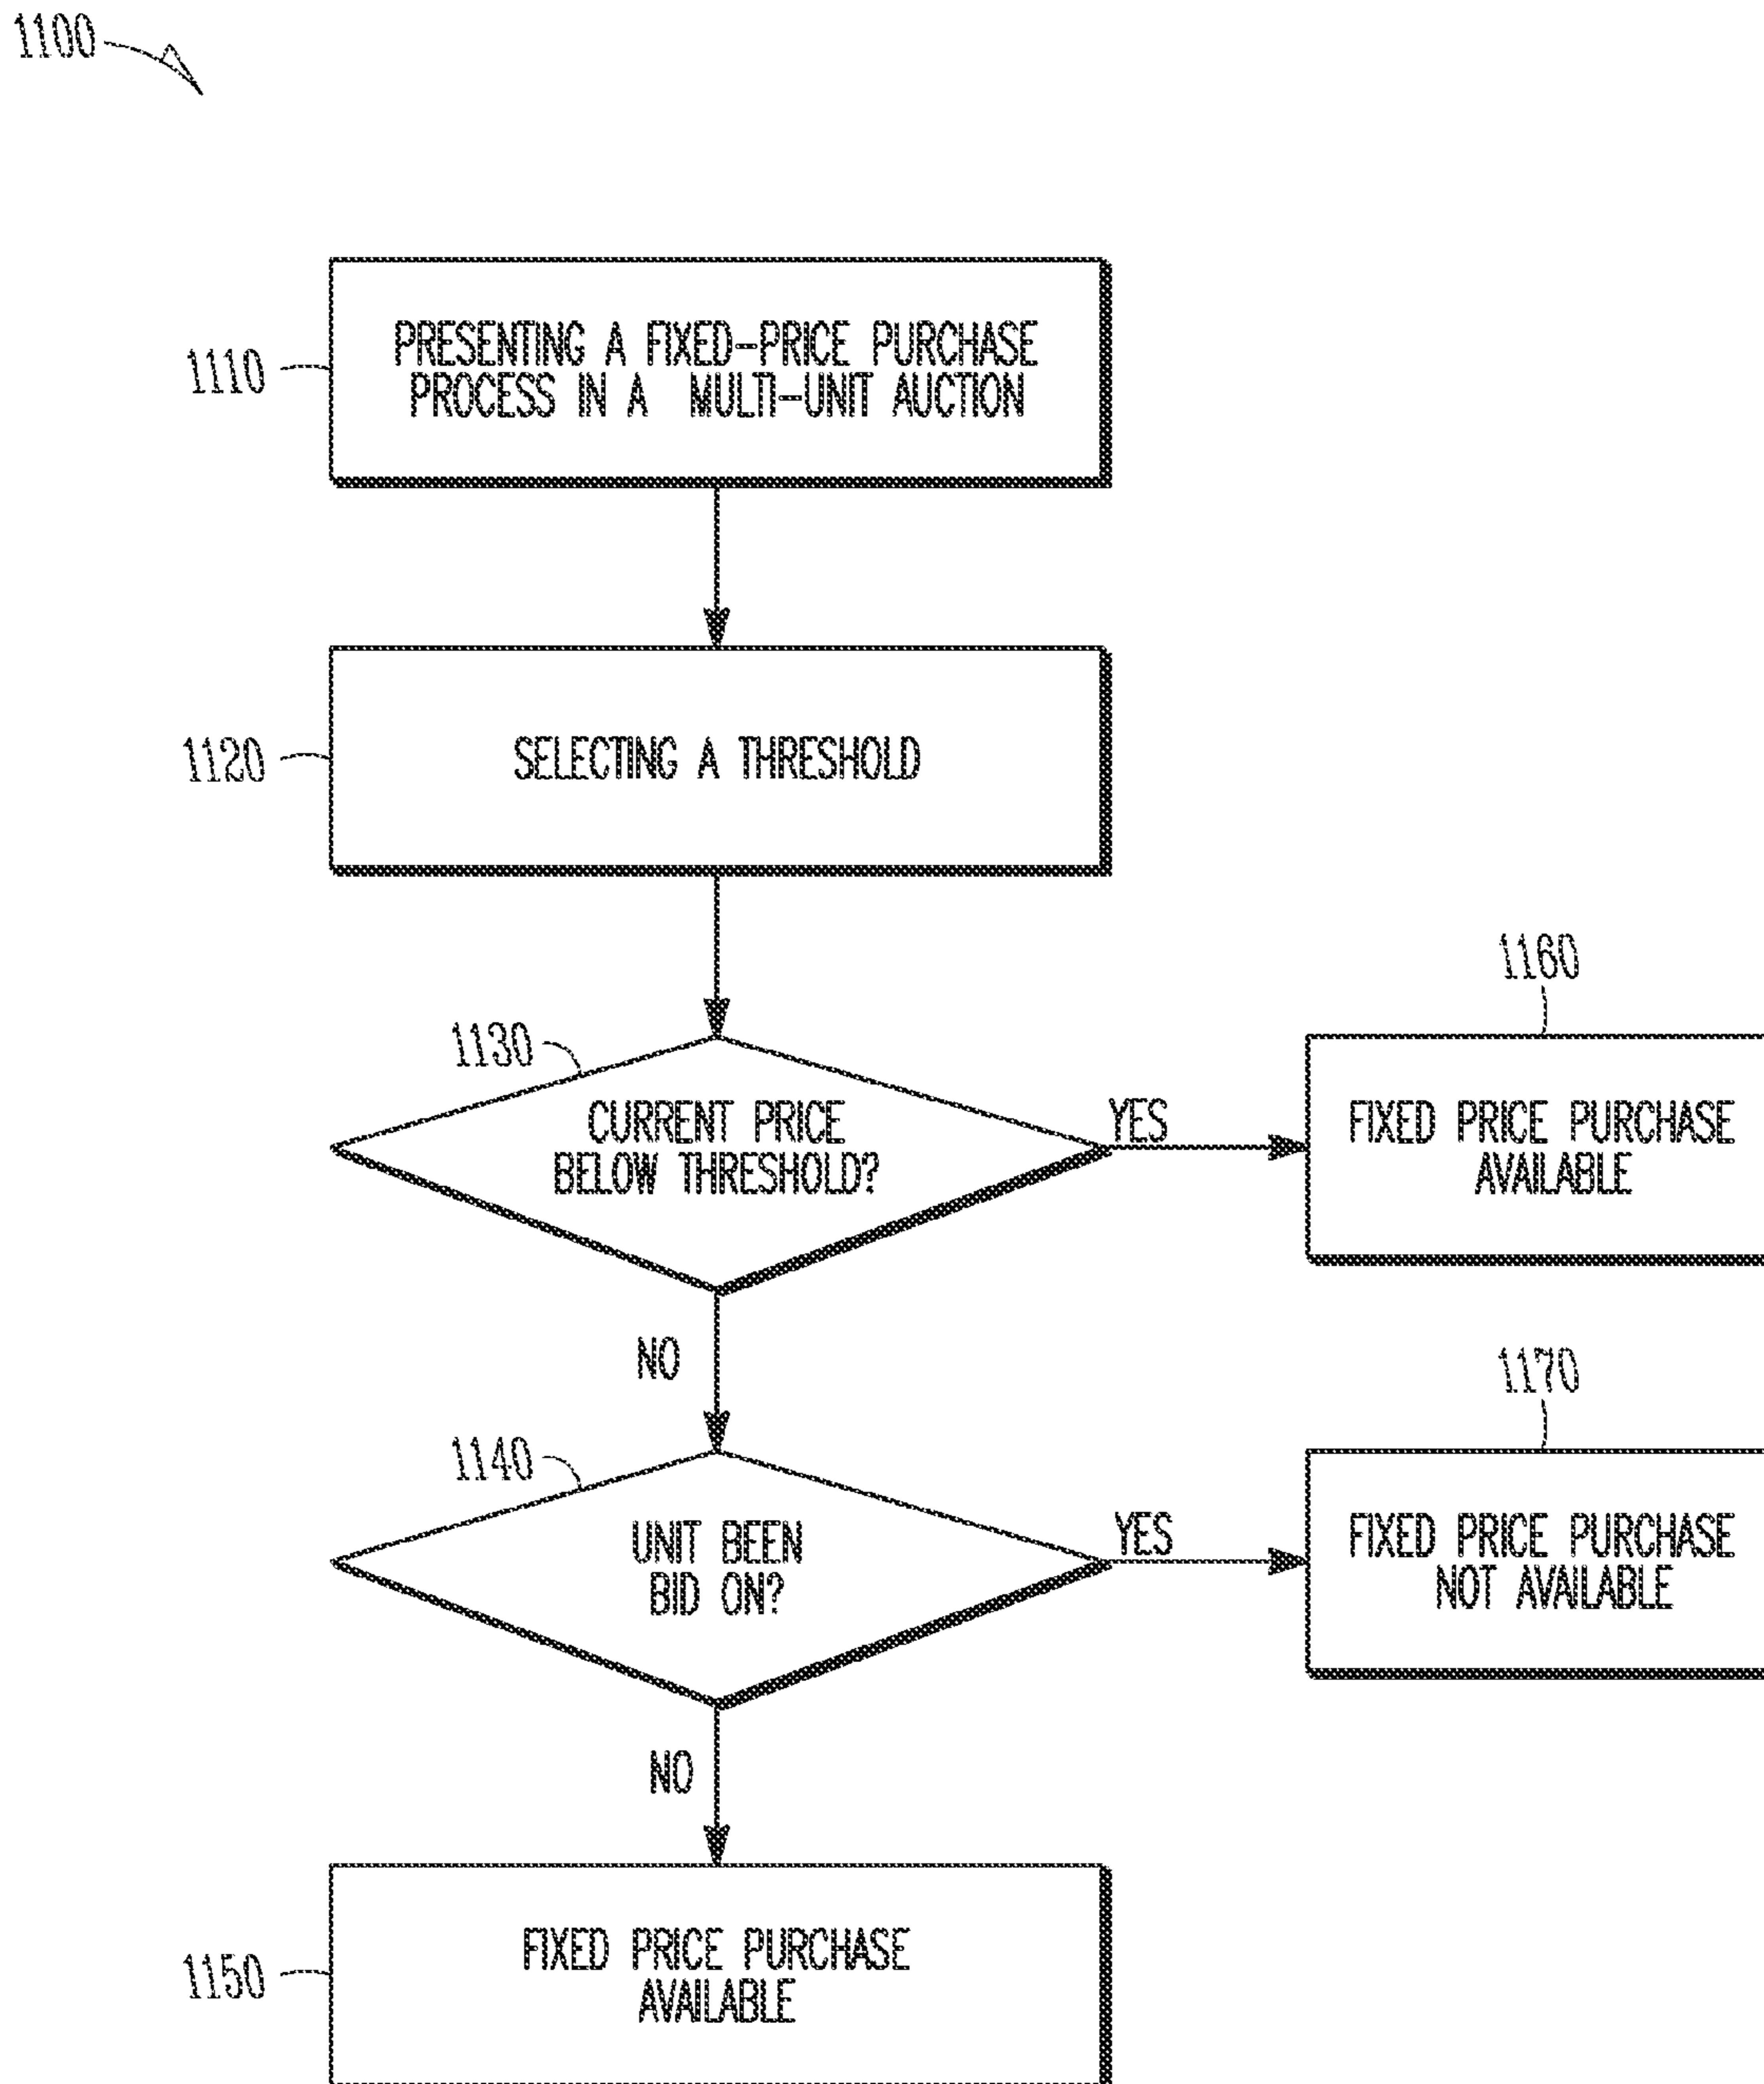 1100
1110
PRESENTING A FIXED-PRICE PURCHASE
PROCESS IN A MULTI-UNIT AUCTION
1120
SELECTING A THRESHOLD
1130
CURRENT PRICE
BELOW THRESHOLD?
YES
1160
FIXED PRICE PURCHASE
AVAILABLE
NO
1140
UNIT BEEN
BID ON?
YES
1170
FIXED PRICE PURCHASE
NOT AVAILABLE
NO
1150
FIXED PRICE PURCHASE
AVAILABLE